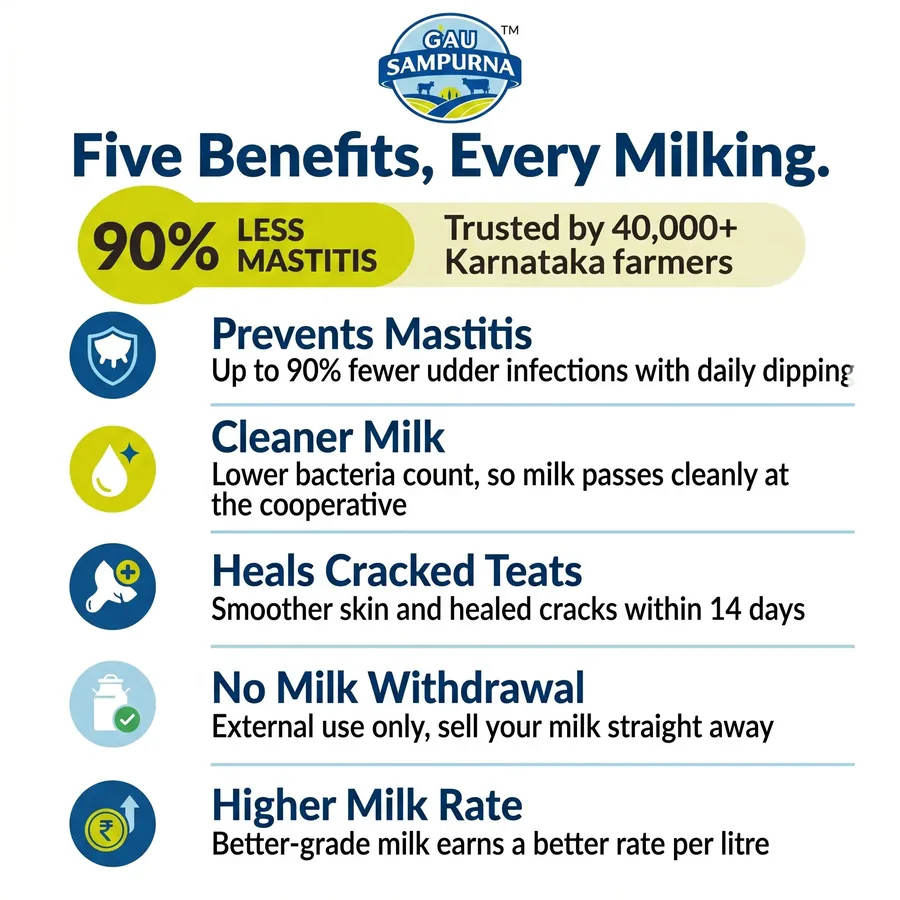 GAU
SAMPURNA
TM
Five Benefits, Every Milking.
90% LESS
MASTITIS
Trusted by 40,000+
Karnataka farmers
Prevents Mastitis
Up to 90% fewer udder infections with daily dipping
Cleaner Milk
Lower bacteria count, so milk passes cleanly at
the cooperative
Heals Cracked Teats
Smoother skin and healed cracks within 14 days
No Milk Withdrawal
External use only, sell your milk straight away
Higher Milk Rate
₹
Better-grade milk earns a better rate per litre